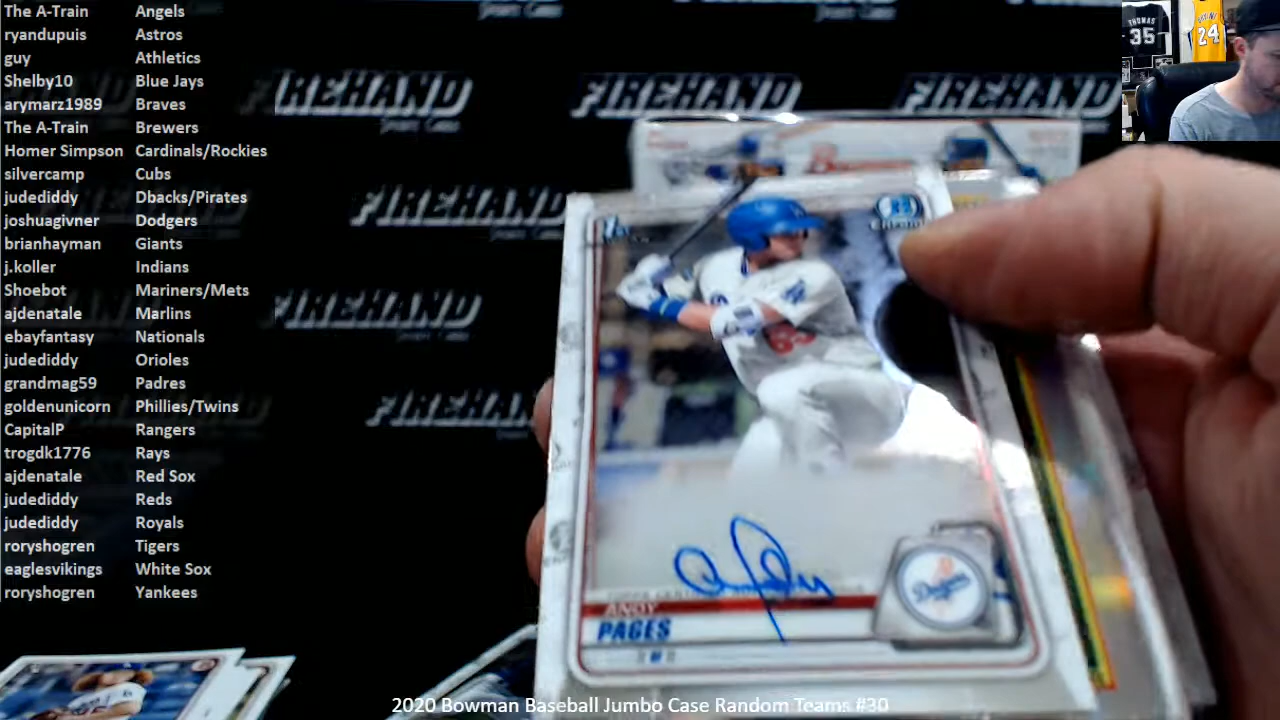 The A-Train Angels
ryandupuis Astros
guy Athletics
Shelby10 Blue Jays
arymarz1989 Braves
The A-Train Brewers
Homer Simpson Cardinals/Rockies
silvercamp Cubs
judediddy Dbacks/Pirates
joshuagivner Dodgers
brianhayman Giants
j.koller Indians
Shoebot Mariners/Mets
ajdenatale Marlins
ebayfantasy Nationals
judediddy Orioles
grandmag59 Padres
goldenunicorn Phillies/Twins
CapitalP Rangers
trogdk1776 Rays
ajdenatale Red Sox
judediddy Reds
judediddy Royals
roryshogren Tigers
eaglesvikings White Sox
roryshogren Yankees
FIREHAND
FIREHAND
FIREHAND
FIREHAND
FIREHAND
FIREHAND
THOMAS
35
24
Bowman
1st
Chrome
ANDY
PAGES
Dodgers
2020 Bowman Baseball Jumbo Case Random Teams #30